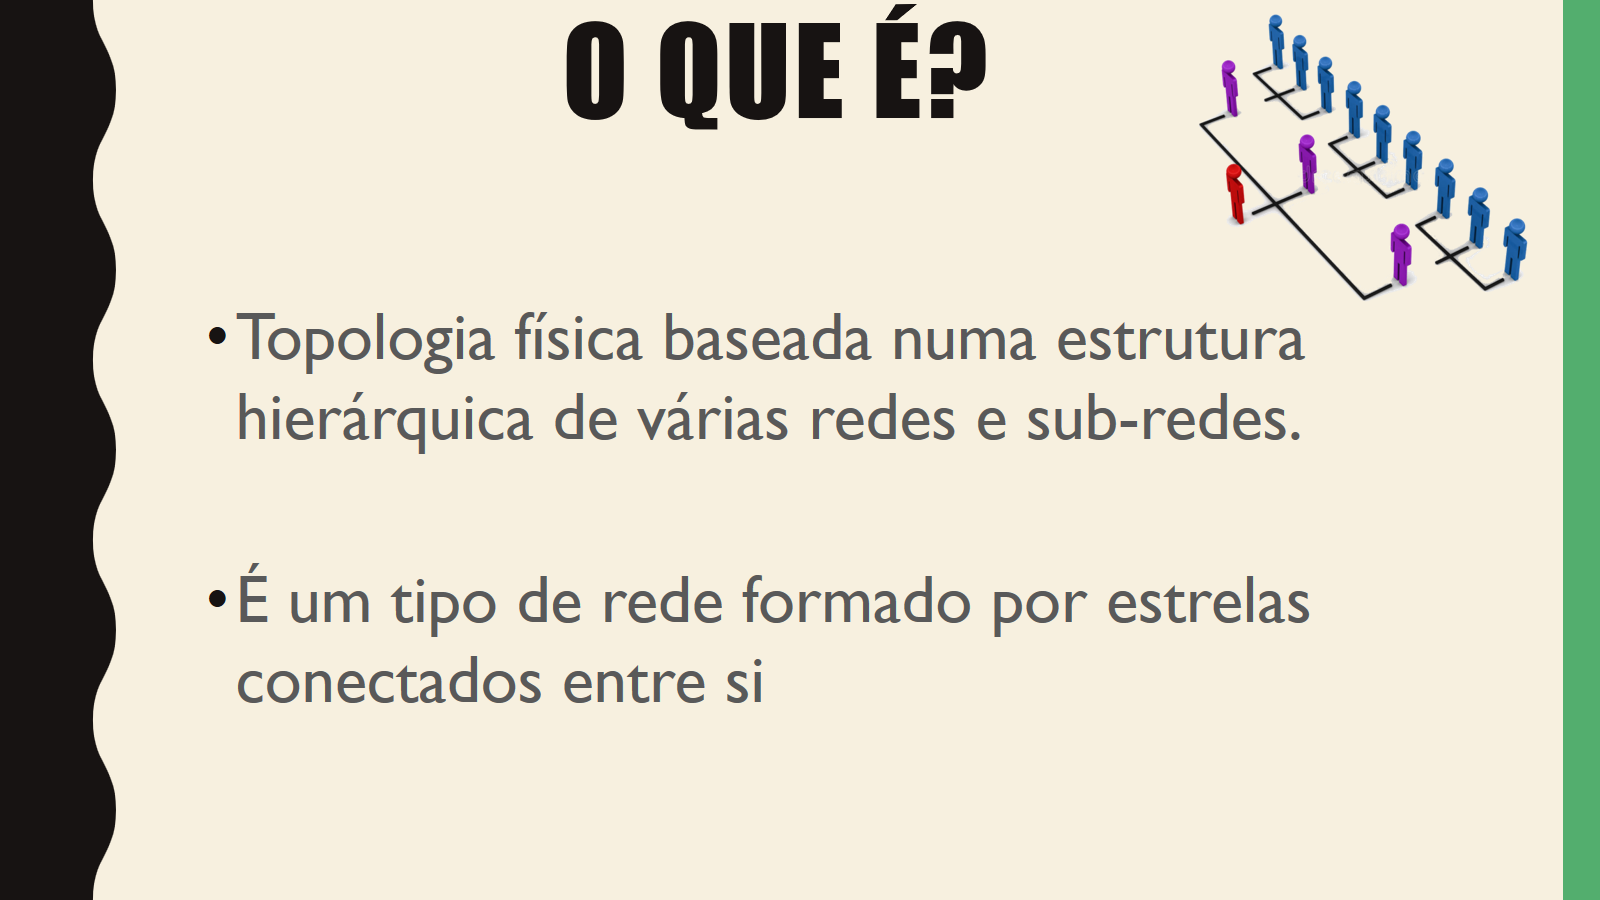 O QUE É?
• Topologia física baseada numa estrutura
hierárquica de várias redes e sub-redes.
• É um tipo de rede formado por estrelas
conectados entre si